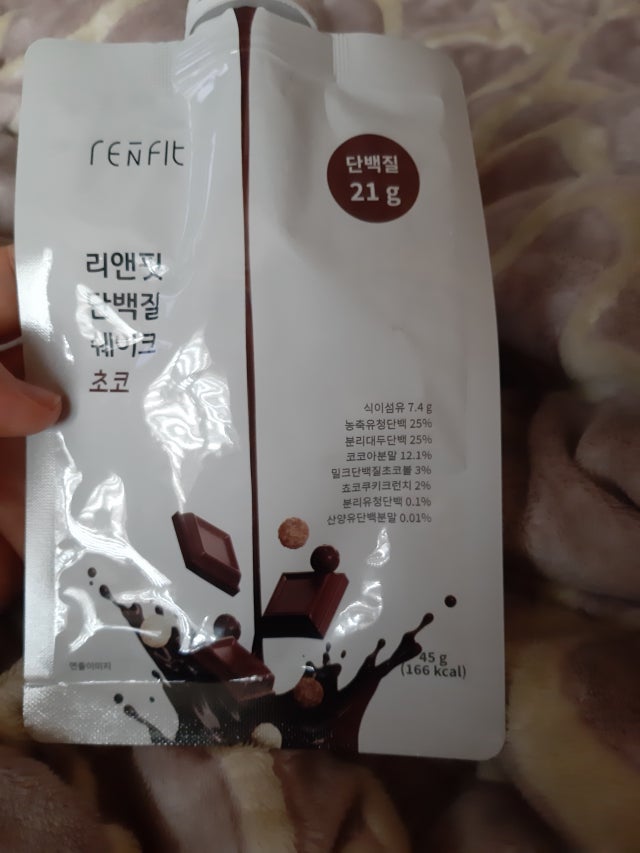 renfit
단백질
21 g
리앤핏
단백질
쉐이크
초코
식이섬유 7.4 g
농축유청단백 25%
분리대두단백 25%
코코아분말 12.1%
밀크단백질초코볼 3%
쵸코쿠키크런치 2%
분리유청단백 0.1%
산양유단백분말 0.01%
연출이미지
45 g
(166 kcal)